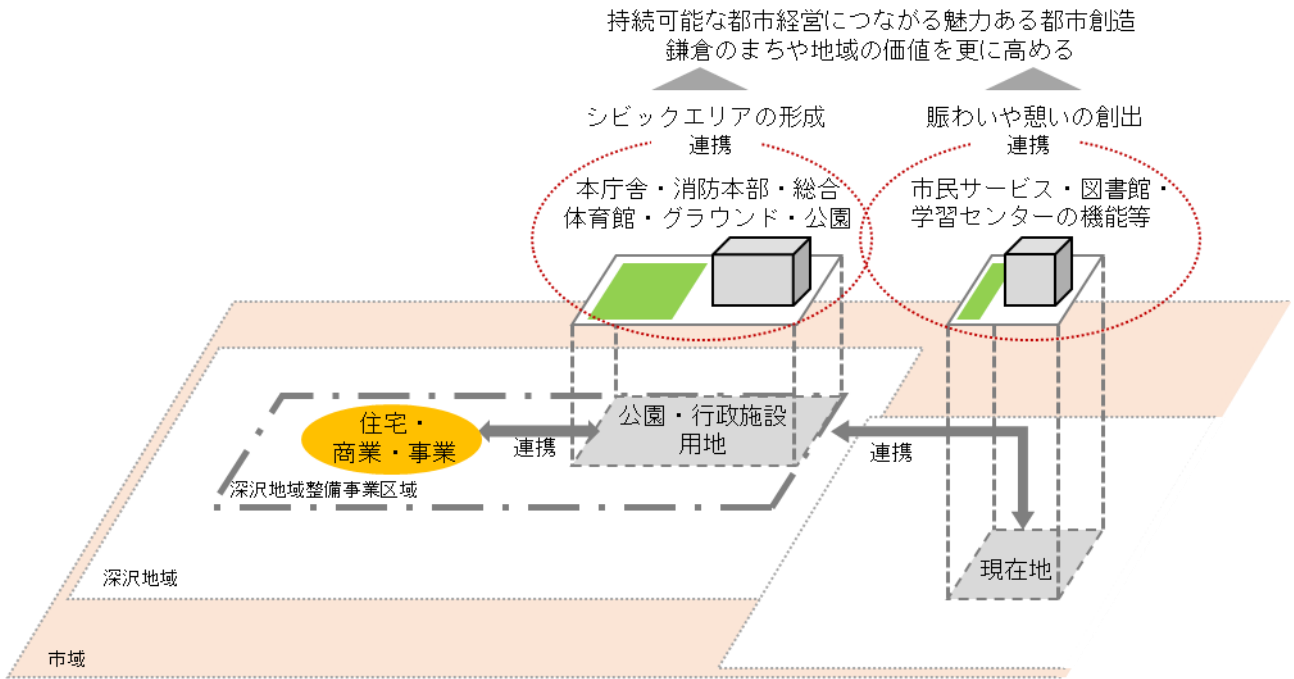 持続可能な都市経営につながる魅力ある都市創造
鎌倉のまちや地域の価値を更に高める
シビックエリアの形成
連携
賑わいや憩いの創出
連携
本庁舎・消防本部・総合
体育館・グラウンド・公園
市民サービス・図書館・
学習センターの機能等
住宅・
商業・事業
連携
公園・行政施設
用地
連携
深沢地域整備事業区域
現在地
深沢地域
市域